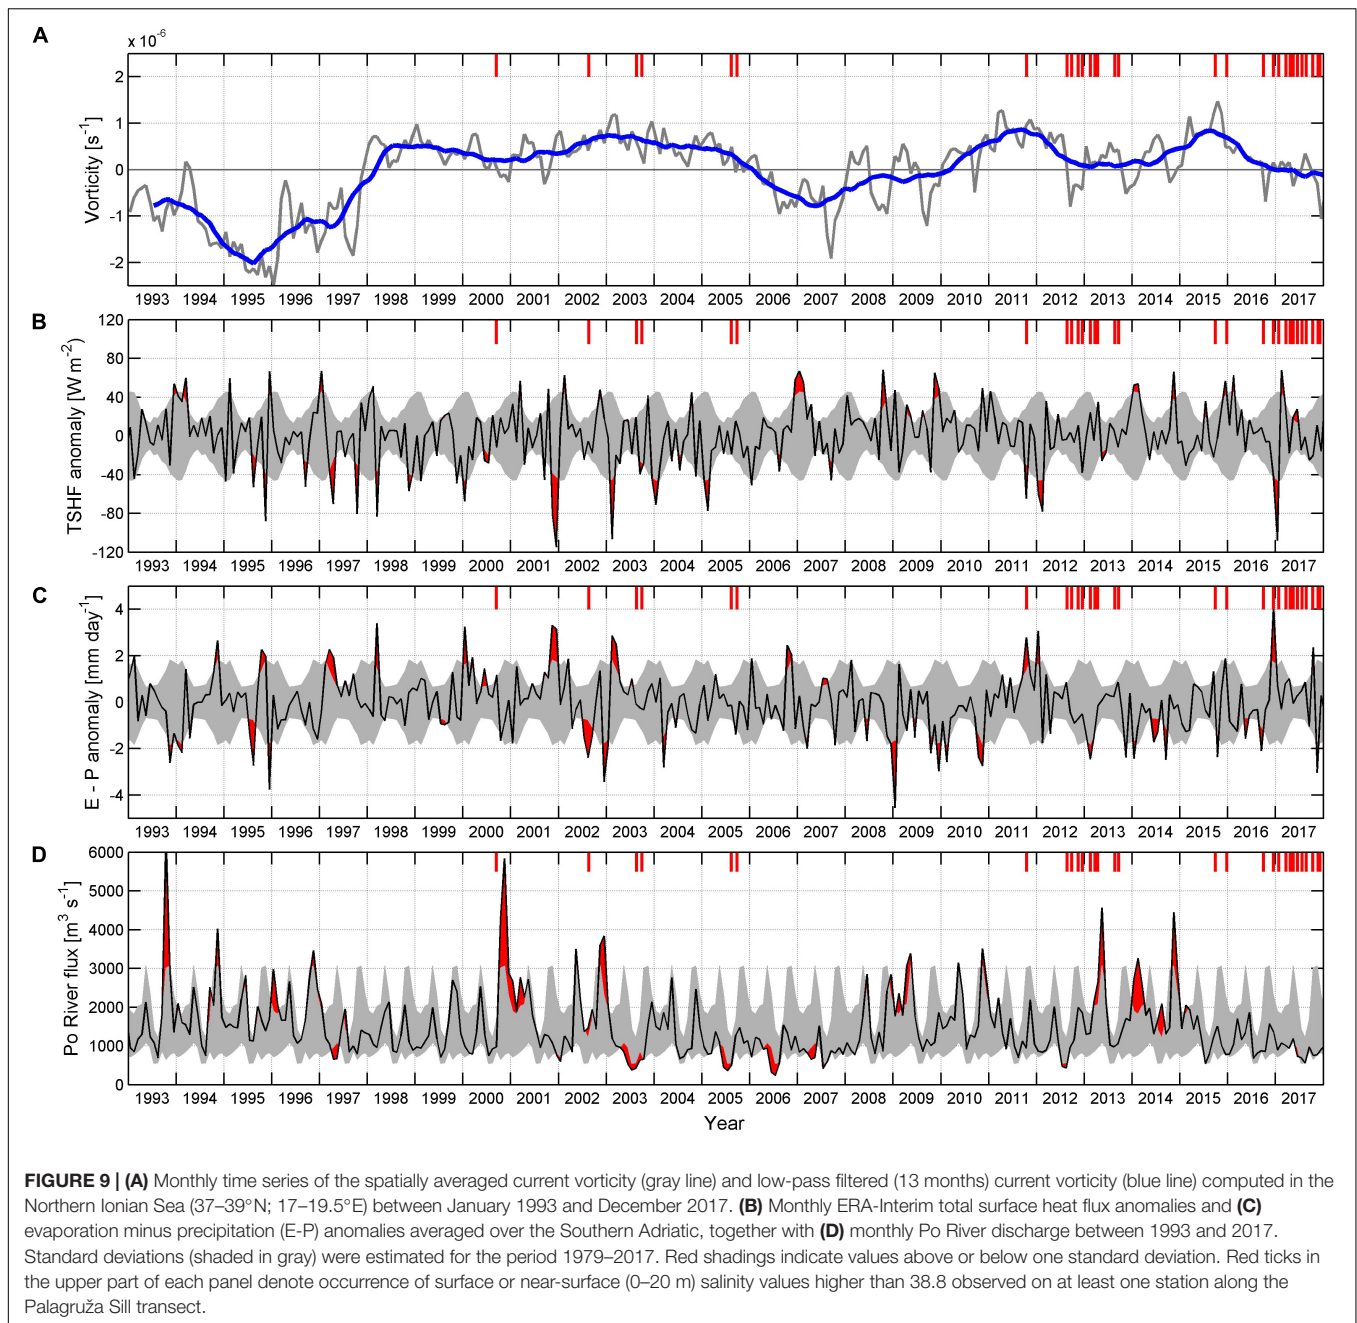 A
x 10-6
2
1
0
-1
-2
Vorticity [s-1]
1993 1994 1995 1996 1997 1998 1999 2000 2001 2002 2003 2004 2005 2006 2007 2008 2009 2010 2011 2012 2013 2014 2015 2016 2017
B
120
80
40
0
-40
-80
-120
TSHF anomaly [W m-2)
1993 1994 1995 1996 1997 1998 1999 2000 2001 2002 2003 2004 2005 2006 2007 2008 2009 2010 2011 2012 2013 2014 2015 2016 2017
C
4
2
0
-2
-4
E - P anomaly [mm day-1]
1993 1994 1995 1996 1997 1998 1999 2000 2001 2002 2003 2004 2005 2006 2007 2008 2009 2010 2011 2012 2013 2014 2015 2016 2017
D
6000
5000
4000
3000
2000
1000
0
Po River flux [m3 s-1]
1993 1994 1995 1996 1997 1998 1999 2000 2001 2002 2003 2004 2005 2006 2007 2008 2009 2010 2011 2012 2013 2014 2015 2016 2017
Year
FIGURE 9 | (A) Monthly time series of the spatially averaged current vorticity (gray line) and low-pass filtered (13 months) current vorticity (blue line) computed in the
Northern Ionian Sea (37–39°N; 17–19.5°E) between January 1993 and December 2017. (B) Monthly ERA-Interim total surface heat flux anomalies and (C)
evaporation minus precipitation (E-P) anomalies averaged over the Southern Adriatic, together with (D) monthly Po River discharge between 1993 and 2017.
Standard deviations (shaded in gray) were estimated for the period 1979–2017. Red shadings indicate values above or below one standard deviation. Red ticks in
the upper part of each panel denote occurrence of surface or near-surface (0–20 m) salinity values higher than 38.8 observed on at least one station along the
Palagruža Sill transect.